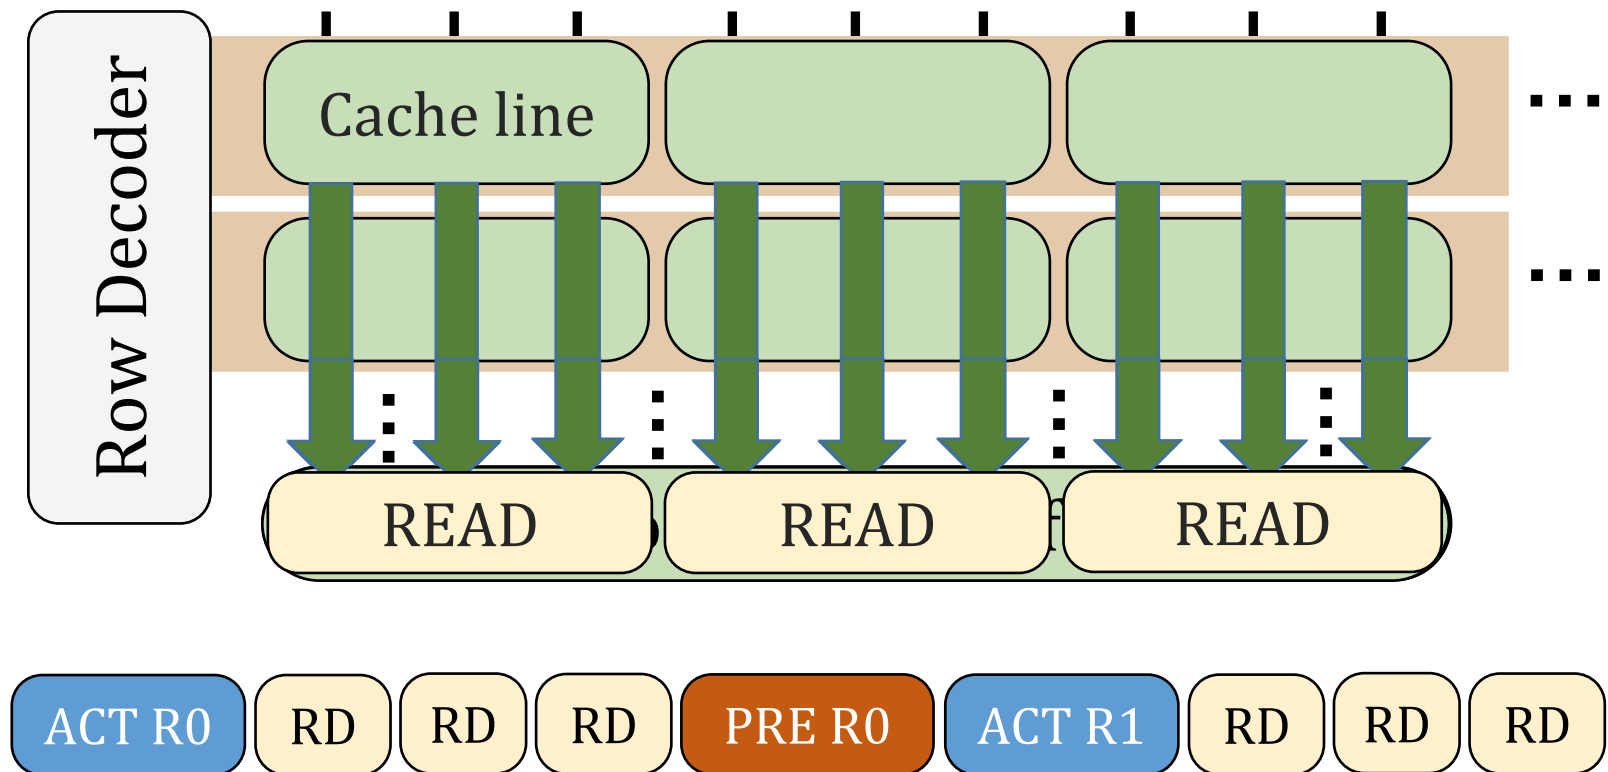 Row Decoder
Cache line
READ
READ
READ
ACT R0
RD
RD
RD
PRE R0
ACT R1
RD
RD
RD